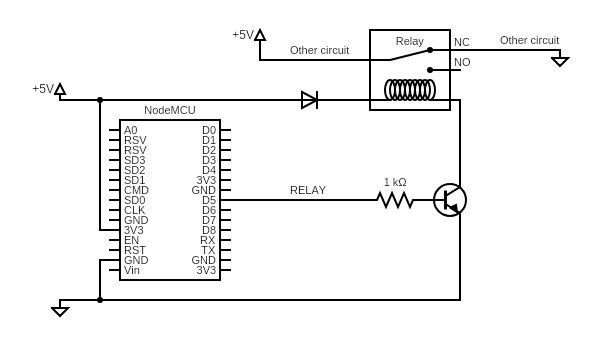 +5V
Other circuit
Relay
NC
Other circuit
NO
+5V
NodeMCU
A0 D0
RSV D1
RSV D2
SD3 D3
SD2 D4
SD1 3V3
CMD GND
SD0 D5
CLK D6
GND D7
3V3 D8
EN RX
RST TX
GND GND
Vin 3V3
RELAY
1 kΩ